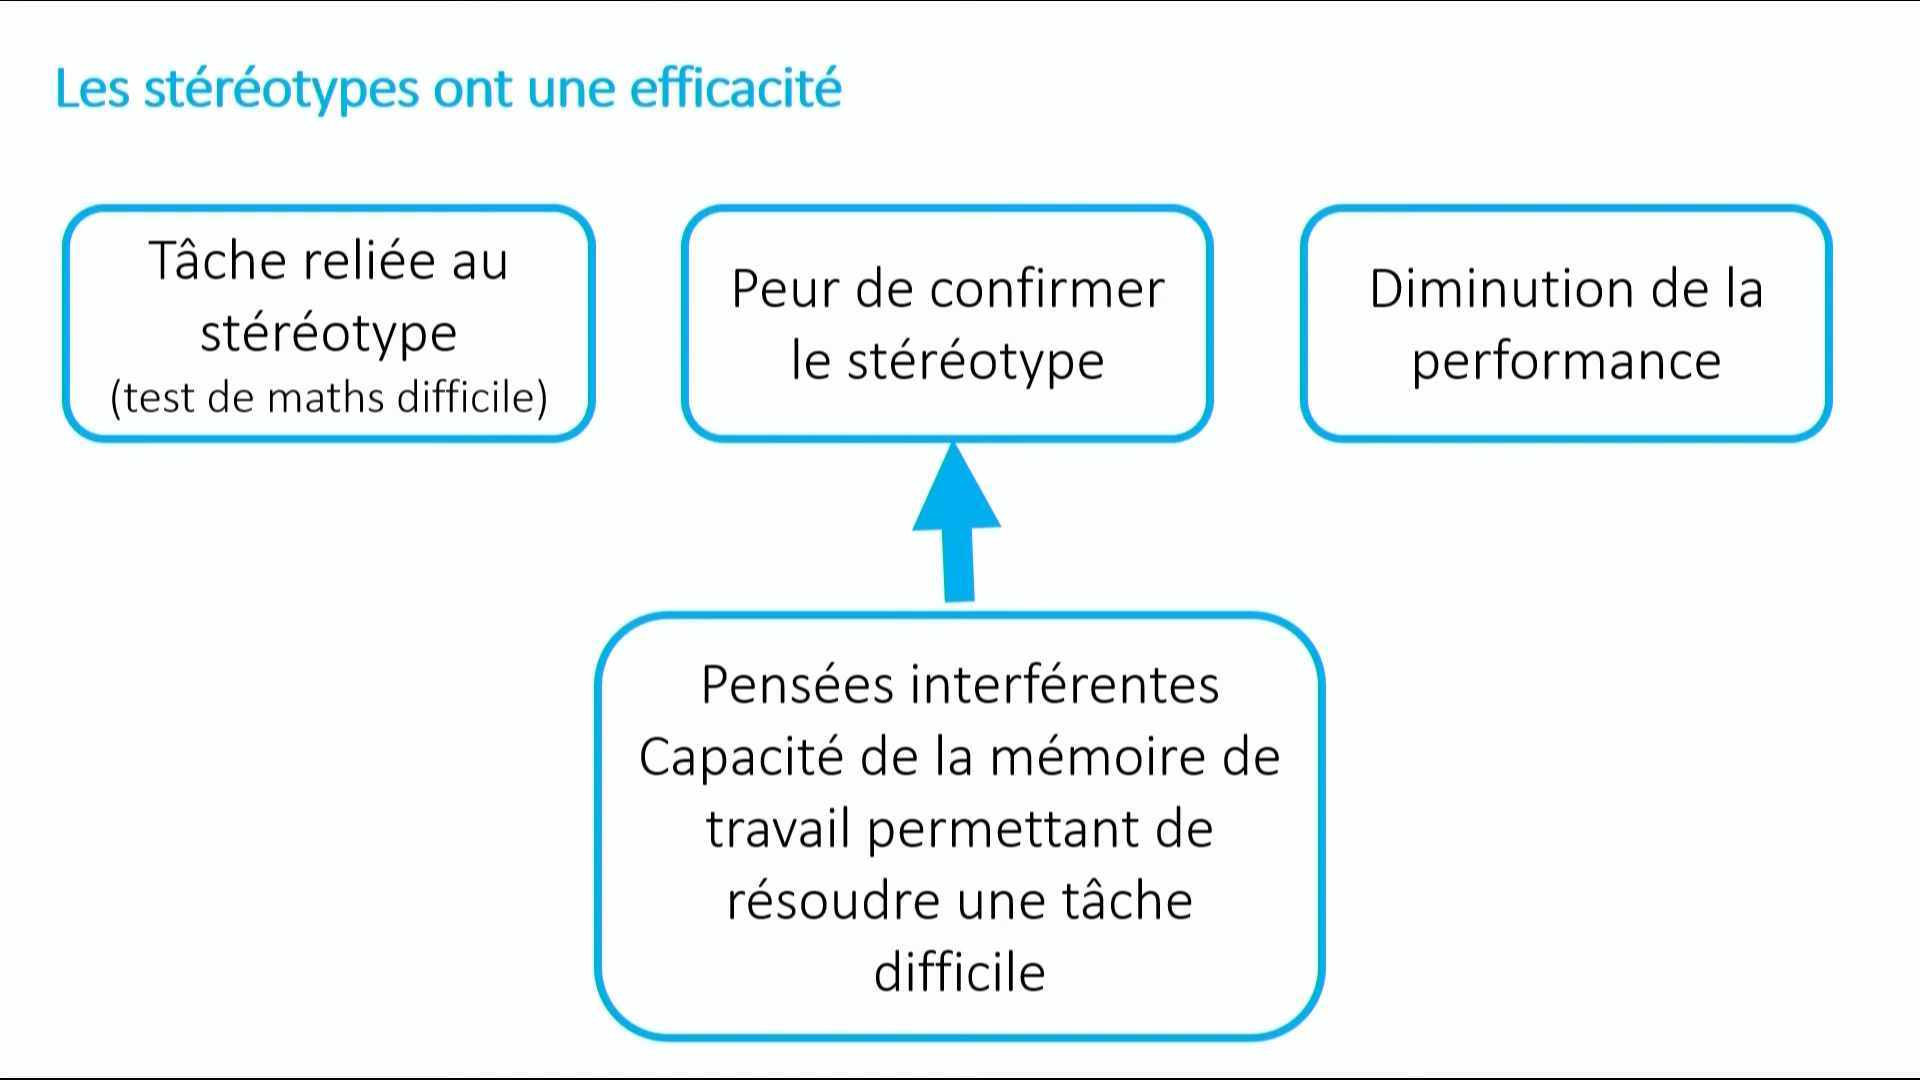 Les stéréotypes ont une efficacité
Tâche reliée au
stéréotype
(test de maths difficile)
Peur de confirmer
le stéréotype
Diminution de la
performance
Pensées interférentes
Capacité de la mémoire de
travail permettant de
résoudre une tâche
difficile